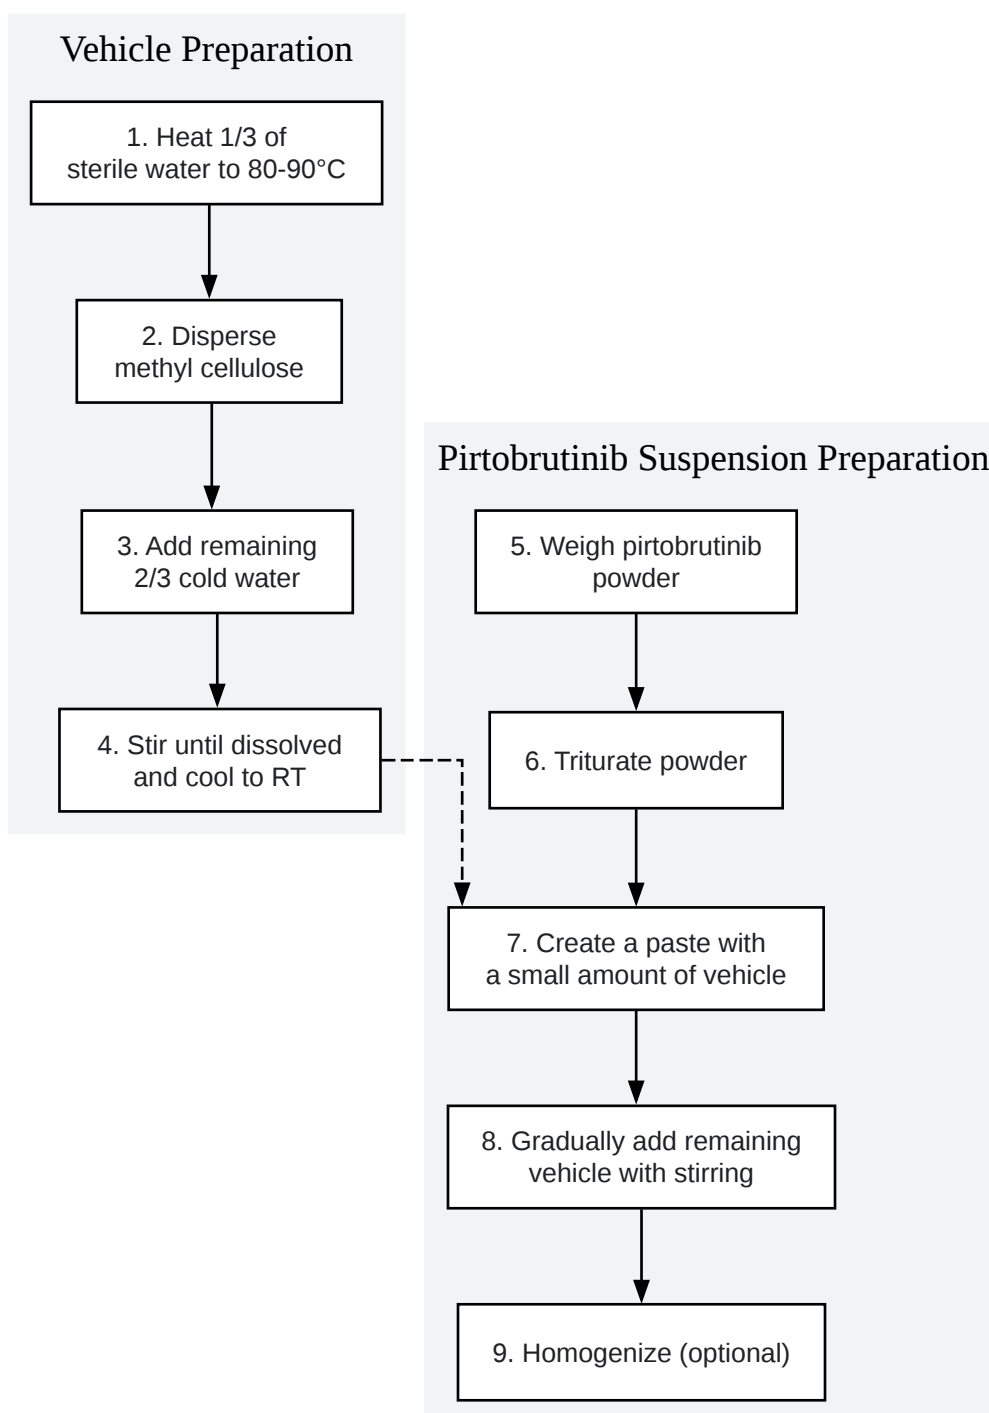 Vehicle Preparation
1. Heat 1/3 of
sterile water to 80-90°C
2. Disperse
methyl cellulose
3. Add remaining
2/3 cold water
4. Stir until dissolved
and cool to RT
Pirtobrutinib Suspension Preparation
5. Weigh pirtobrutinib
powder
6. Triturate powder
7. Create a paste with
a small amount of vehicle
8. Gradually add remaining
vehicle with stirring
9. Homogenize (optional)